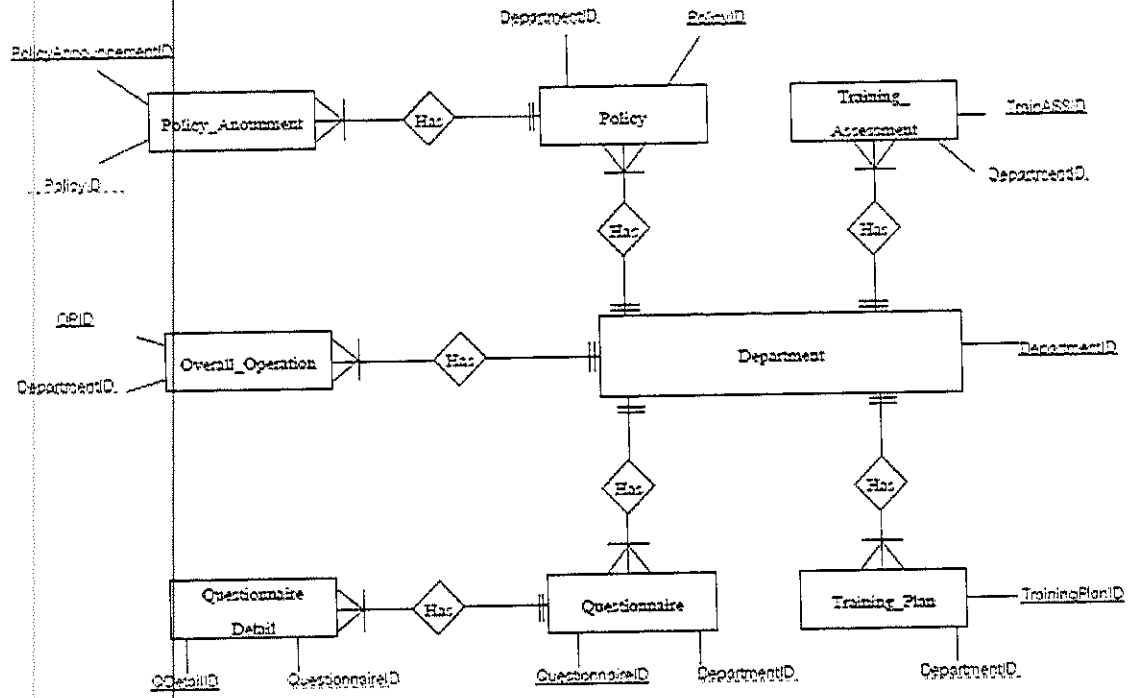 DepartmentID
PolicyID
PolicyAnnouncementID
Policy_Anounment
Has
Policy
Training_
Assessment
TrainASSID
PolicyID
DepartmentID
Has
Has
OPID
Overall_Operation
Has
Department
DepartmentID
DepartmentID
Has
Has
Questionnaire
Detail
Has
Questionnaire
Training_Plan
TrainingPlanID
QDetailID
QuestionnaireID
QuestionnaireID
DepartmentID
DepartmentID